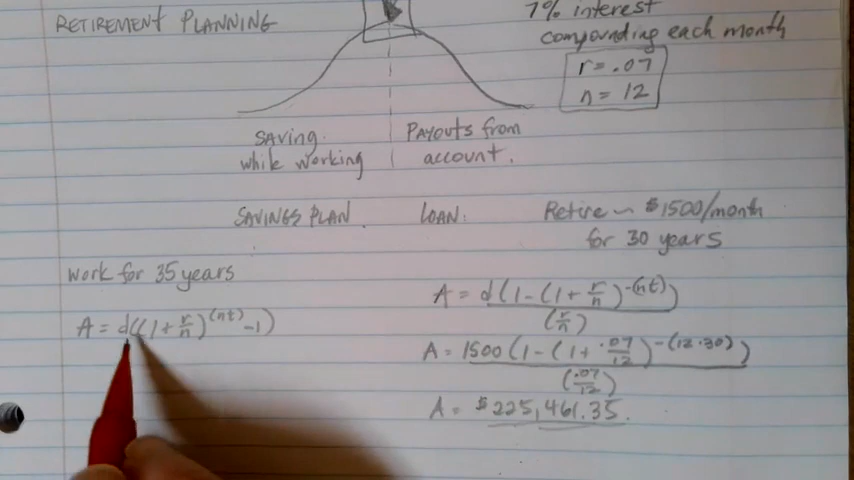 RETIREMENT PLANNING
7% interest
compounding each month
r = .07
n = 12
SAVING
while working
PAYOUTS from
account.
SAVINGS PLAN
LOAN:
Retire ~ $1500/month
for 30 years
Work for 35 years
A = d((1+r/n)^(nt) -1)
A = d(1-(1+r/n)^-(nt))
(r/n)
A = 1500(1-(1+.07/12)^-(12·30))
(.07/12)
A = $225,461.35.